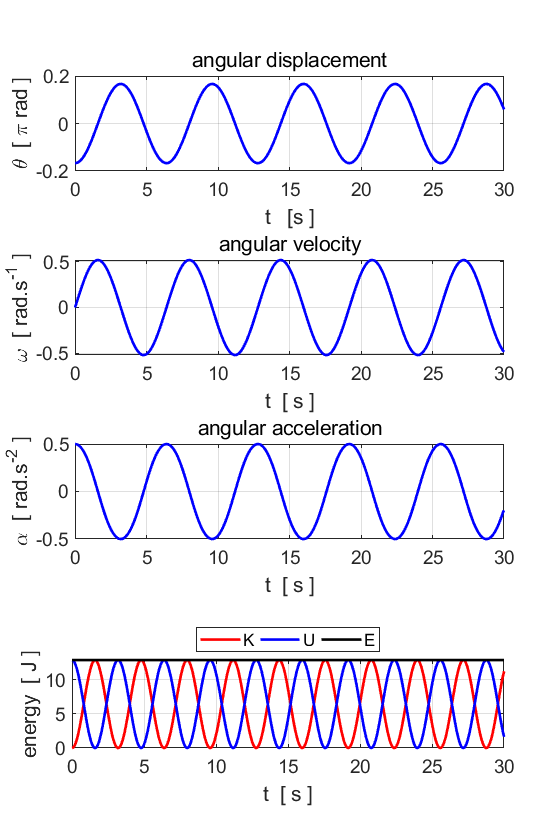 angular displacement
0.2
0
-0.2
θ [ π rad ]
0 5 10 15 20 25 30
t [s ]
angular velocity
0.5
0
-0.5
ω [ rad.s⁻¹ ]
0 5 10 15 20 25 30
t [ s ]
angular acceleration
0.5
0
-0.5
α [ rad.s⁻² ]
0 5 10 15 20 25 30
t [ s ]
K U E
10
5
0
energy [ J ]
0 5 10 15 20 25 30
t [ s ]